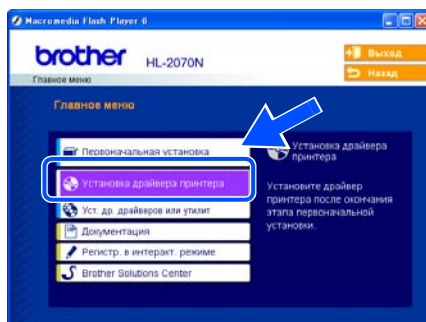 Macromedia Flash Player 6
brother HL-2070N
Выход
Назад
Главное меню
Главное меню
Первоначальная установка
Установка драйвера принтера
Уст. др. драйверов или утилит
Документация
Регистр. в интеракт. режиме
Brother Solutions Center
Установка драйвера
принтера
Установите драйвер
принтера после окончания
этапа первоначальной
установки.